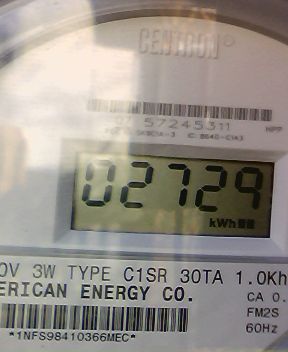 CENTRON®
57245311
HPP
02729
kWh
0V 3W TYPE C1SR 30TA 1.0Kh
ERICAN ENERGY CO.
CA 0.
FM2S
60Hz
*1NFS98410366MEC*